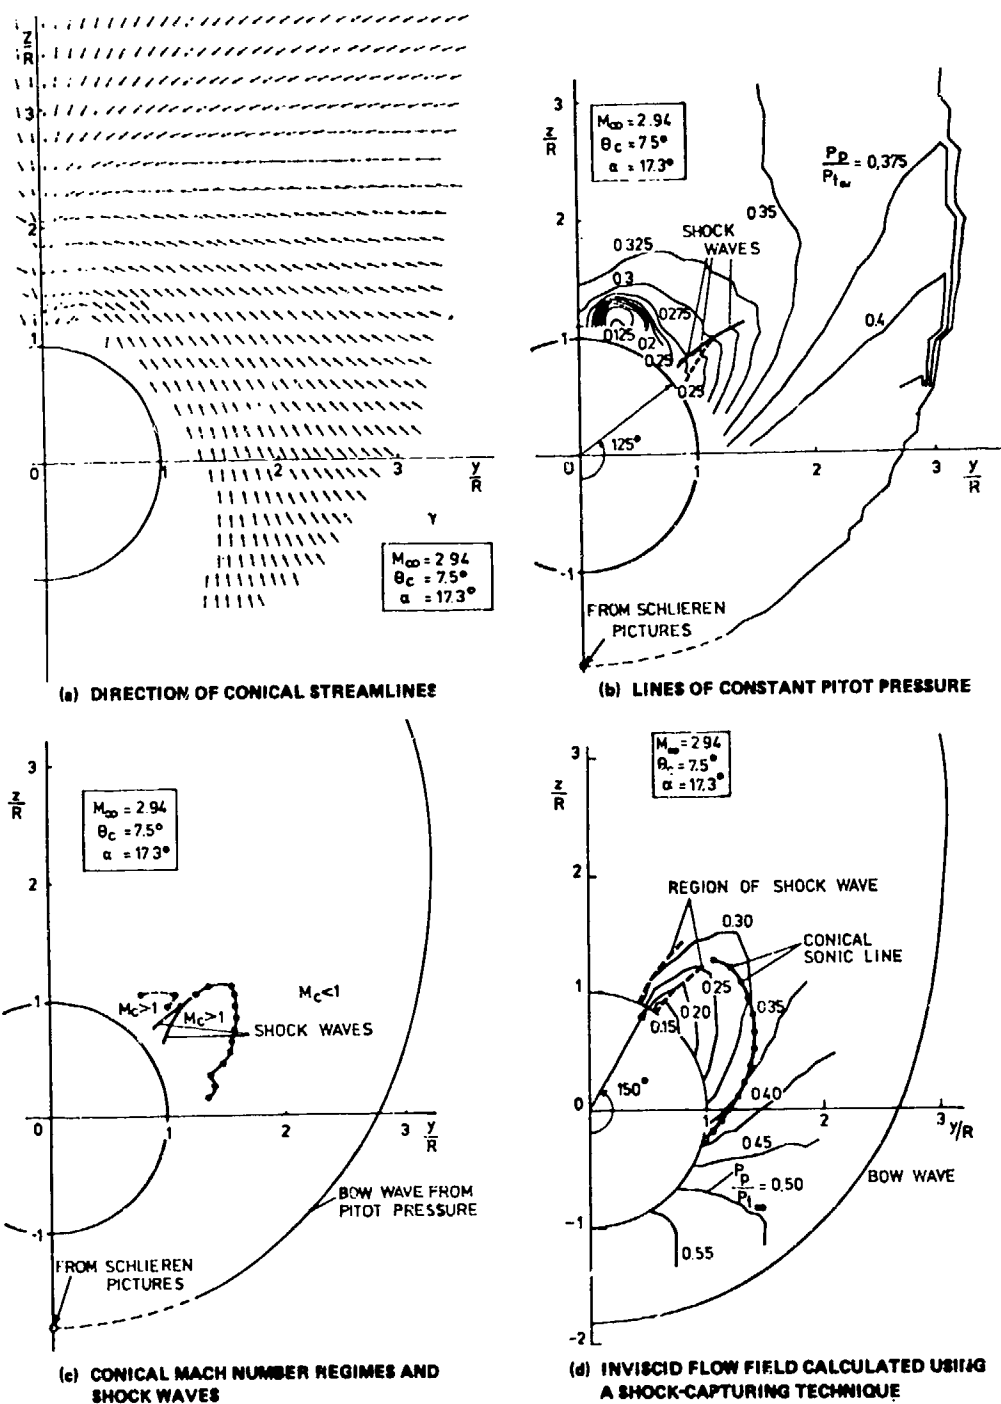 z/R
3
2
1
0
1
2
3
y/R
γ
M∞ = 2.94
θc = 7.5°
α = 17.3°
(a) DIRECTION OF CONICAL STREAMLINES
3
z/R
2
1
0
-1
1
2
3
y/R
M∞ = 2.94
θc = 7.5°
α = 17.3°
Pp/Pt∞ = 0,375
0.35
SHOCK
WAVES
0.325
0.3
0.275
0.4
0.125
0.2
0.25
0.25
125°
FROM SCHLIEREN
PICTURES
(b) LINES OF CONSTANT PITOT PRESSURE
3
z/R
2
1
0
-1
1
2
3
y/R
M∞ = 2.94
θc = 7.5°
α = 17.3°
Mc>1
Mc>1
Mc<1
SHOCK WAVES
BOW WAVE FROM
PITOT PRESSURE
FROM SCHLIEREN
PICTURES
(c) CONICAL MACH NUMBER REGIMES AND
SHOCK WAVES
M∞ = 2.94
θc = 7.5°
α = 17.3°
3
z/R
2
1
0
-1
-2
1
2
3
y/R
REGION OF SHOCK WAVE
0.30
CONICAL
SONIC LINE
0.25
0.20
0.35
0.15
150°
0.40
0.45
Pp/Pt∞ = 0.50
0.55
BOW WAVE
(d) INVISCID FLOW FIELD CALCULATED USING
A SHOCK-CAPTURING TECHNIQUE